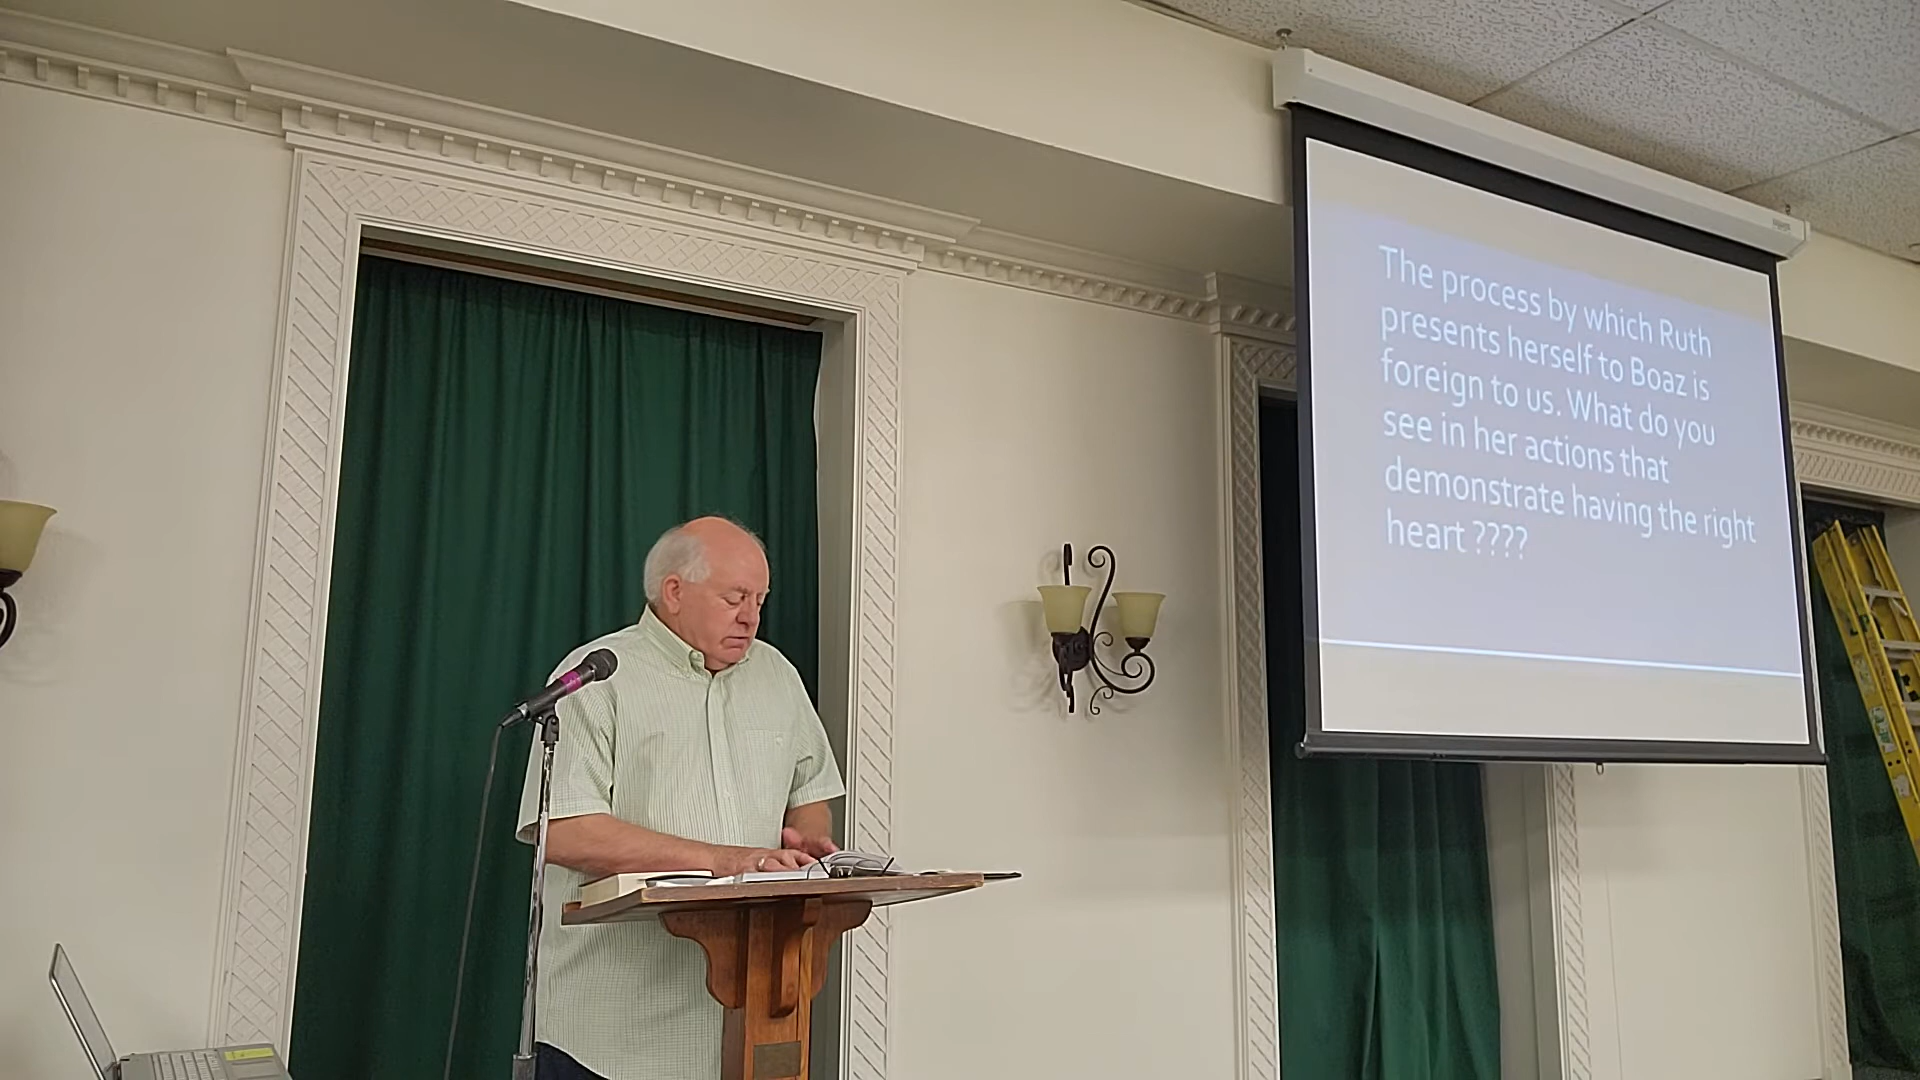 The process by which Ruth
presents herself to Boaz is
foreign to us. What do you
see in her actions that
demonstrate having the right
heart ????